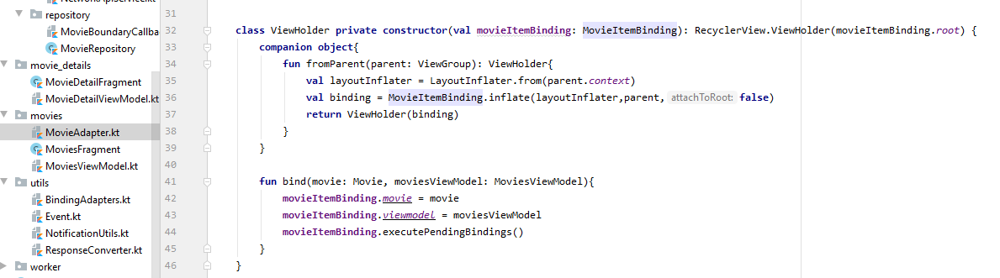 NetworkApiService.kt
repository
MovieBoundaryCallba
MovieRepository
movie_details
MovieDetailFragment
MovieDetailViewModel.kt
movies
MovieAdapter.kt
MoviesFragment
MoviesViewModel.kt
utils
BindingAdapters.kt
Event.kt
NotificationUtils.kt
ResponseConverter.kt
worker
31
32 class ViewHolder private constructor(val movieItemBinding: MovieItemBinding): RecyclerView.ViewHolder(movieItemBinding.root) {
33 companion object{
34 fun fromParent(parent: ViewGroup): ViewHolder{
35 val layoutInflater = LayoutInflater.from(parent.context)
36 val binding = MovieItemBinding.inflate(layoutInflater,parent, attachToRoot: false)
37 return ViewHolder(binding)
38 }
39 }
40
41 fun bind(movie: Movie, moviesViewModel: MoviesViewModel){
42 movieItemBinding.movie = movie
43 movieItemBinding.viewmodel = moviesViewModel
44 movieItemBinding.executePendingBindings()
45 }
46 }